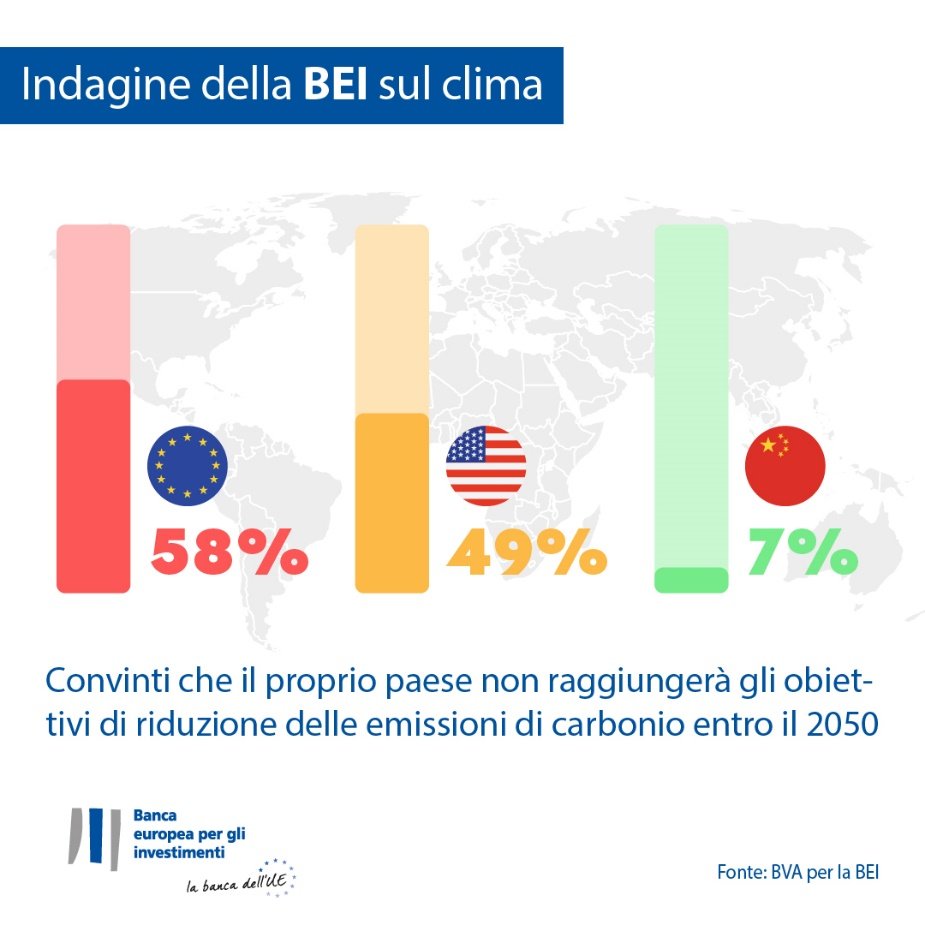 Indagine della BEI sul clima
58%
49%
7%
Convinti che il proprio paese non raggiungerà gli obiet-
tivi di riduzione delle emissioni di carbonio entro il 2050
Banca
europea per gli
investimenti
la banca dell'UE
Fonte: BVA per la BEI